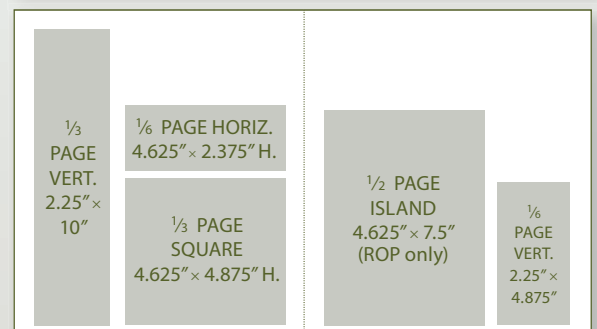 ⅓
PAGE
VERT.
2.25″ ×
10″
⅙ PAGE HORIZ.
4.625″ × 2.375″ H.
⅓ PAGE
SQUARE
4.625″ × 4.875″ H.
½ PAGE
ISLAND
4.625″ × 7.5″
(ROP only)
⅙
PAGE
VERT.
2.25″ ×
4.875″